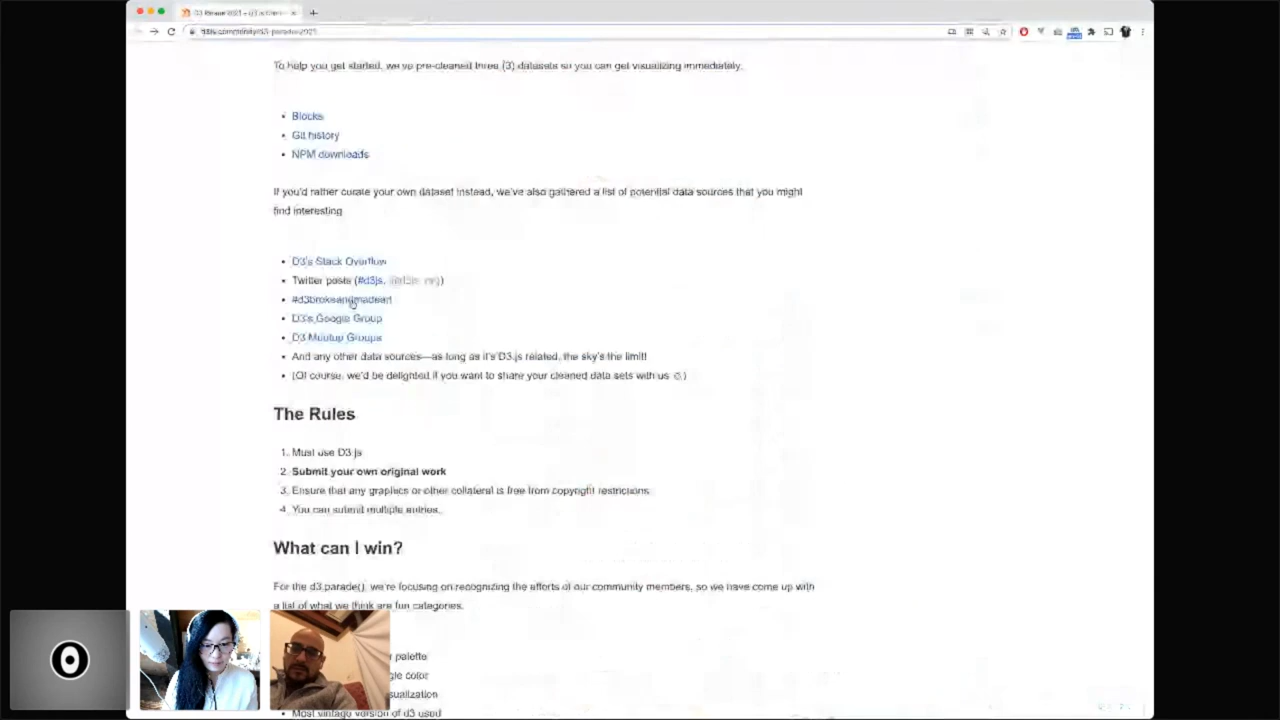 To help you get started, we've pre-cleaned three (3) datasets so you can get visualizing immediately.
• Blocks
• Git history
• NPM downloads
If you'd rather curate your own dataset instead, we've also gathered a list of potential data sources that you might
find interesting
• D3's Stack Overflow
• Twitter posts (#d3js,
• #d3brokeandmadeart
• D3's Google Group
• D3 Meetup Groups
• And any other data sources—as long as it's D3.js related, the sky's the limit!
• (Of course, we'd be delighted if you want to share your cleaned data sets with us )
The Rules
1. Must use D3.js
2. Submit your own original work
3. Ensure that any graphics or other collateral is free from copyright restrictions
4. You can submit multiple entries.
What can I win?
For the d3.parade(), we're focusing on recognizing the efforts of our community members, so we have come up with
a list of what we think are fun categories.
palette
color
• Most vintage version of d3 used